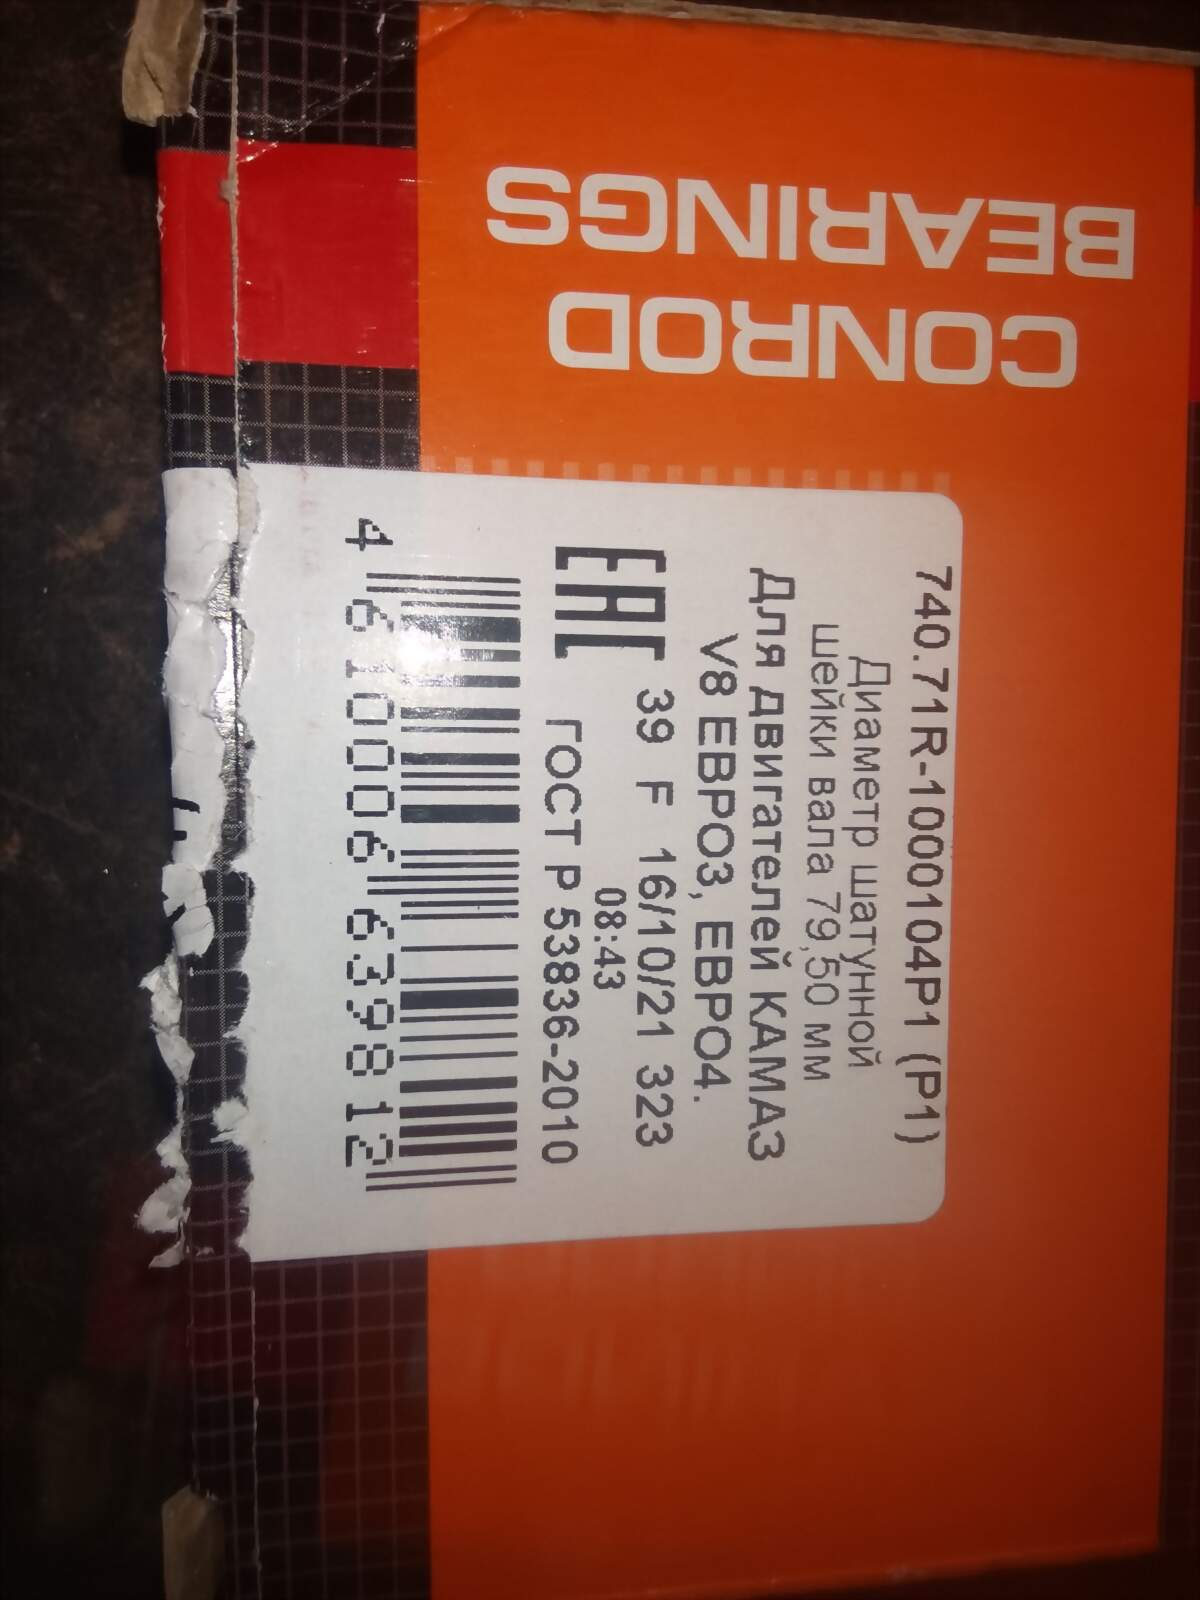 CONROD
BEARINGS
740.71R-1000104P1 (P1)
Диаметр шатунной
шейки вала 79,50 мм
Для двигателей КАМАЗ
V8 ЕВРО3, ЕВРО4.
EAC 39 F 16/10/21 323
08:43
ГОСТ Р 53836-2010
4 610006 639812